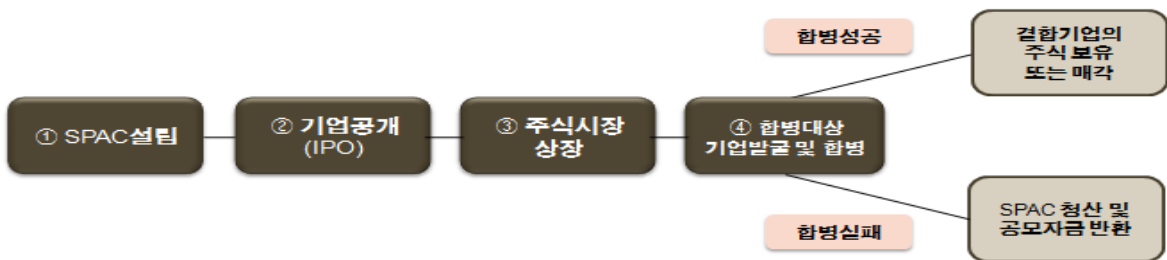 ① SPAC설립
② 기업공개
(IPO)
③ 주식시장
상장
④ 합병대상
기업발굴 및 합병
합병성공
결합기업의
주식 보유
또는 매각
합병실패
SPAC 청산 및
공모자금 반환